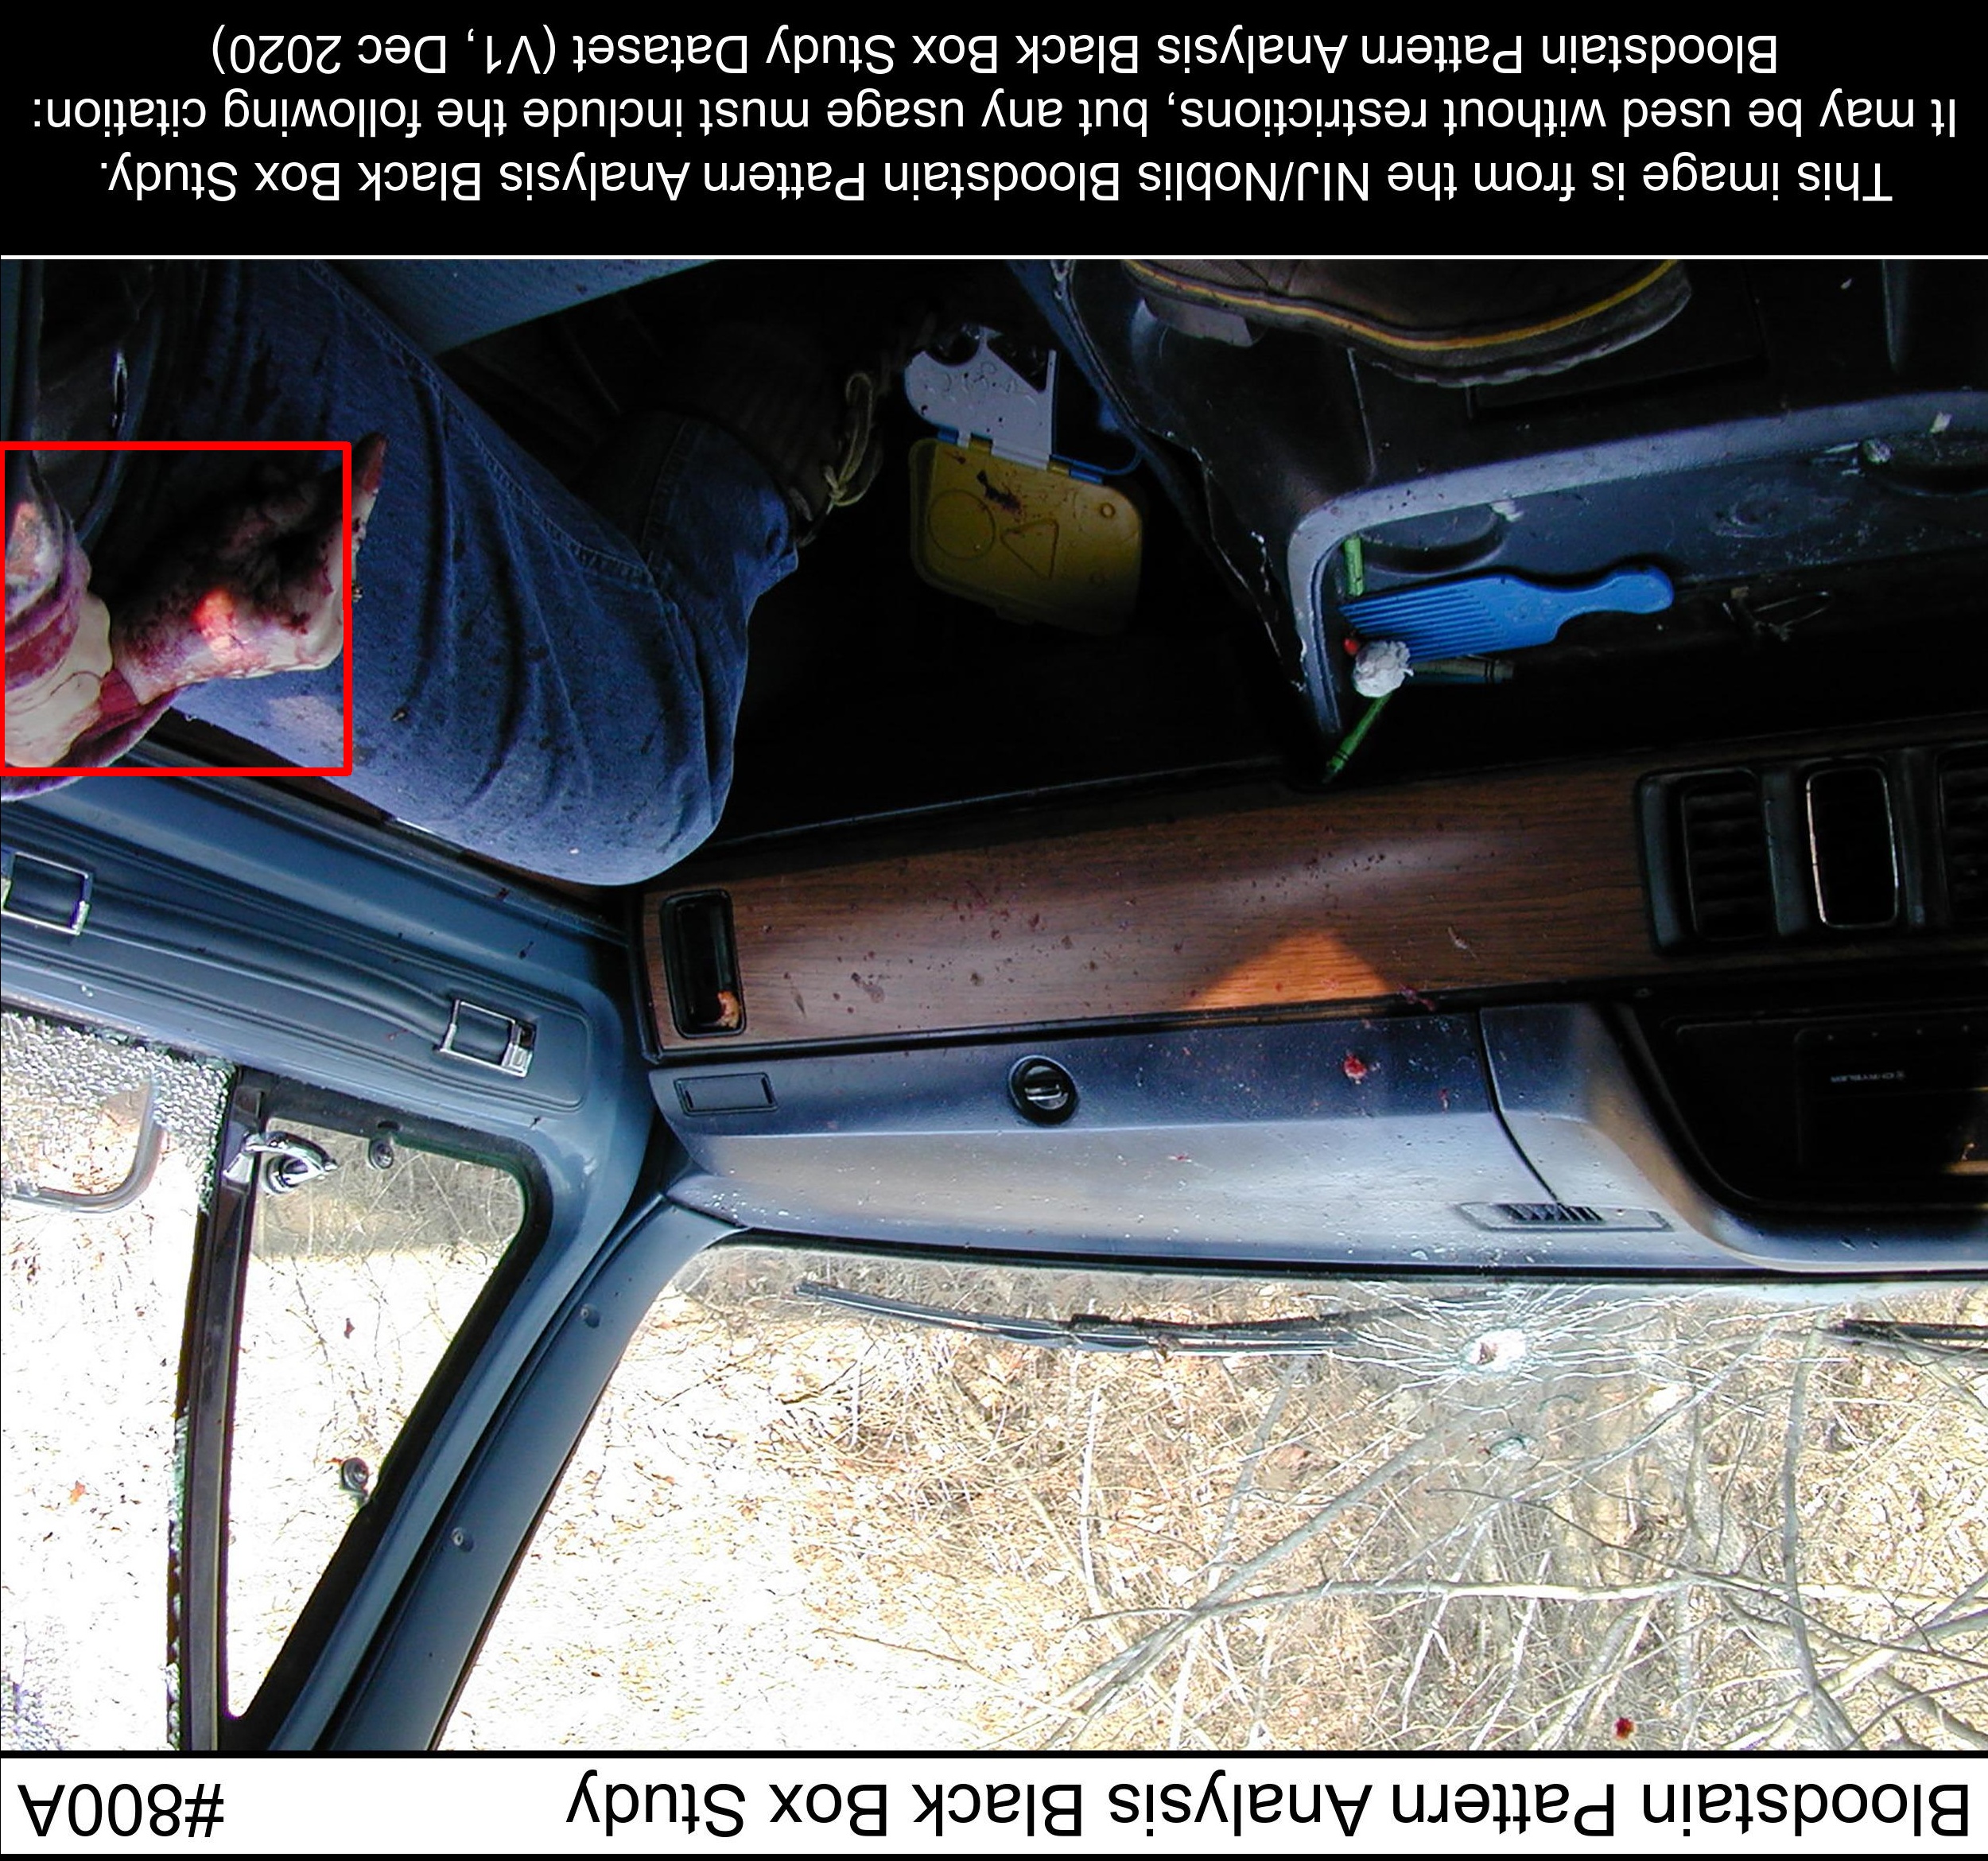 Bloodstain Pattern Analysis Black Box Study #800A
CHRYSLER
This image is from the NIJ/Noblis Bloodstain Pattern Analysis Black Box Study.
It may be used without restrictions, but any usage must include the following citation:
Bloodstain Pattern Analysis Black Box Study Dataset (V1, Dec 2020)